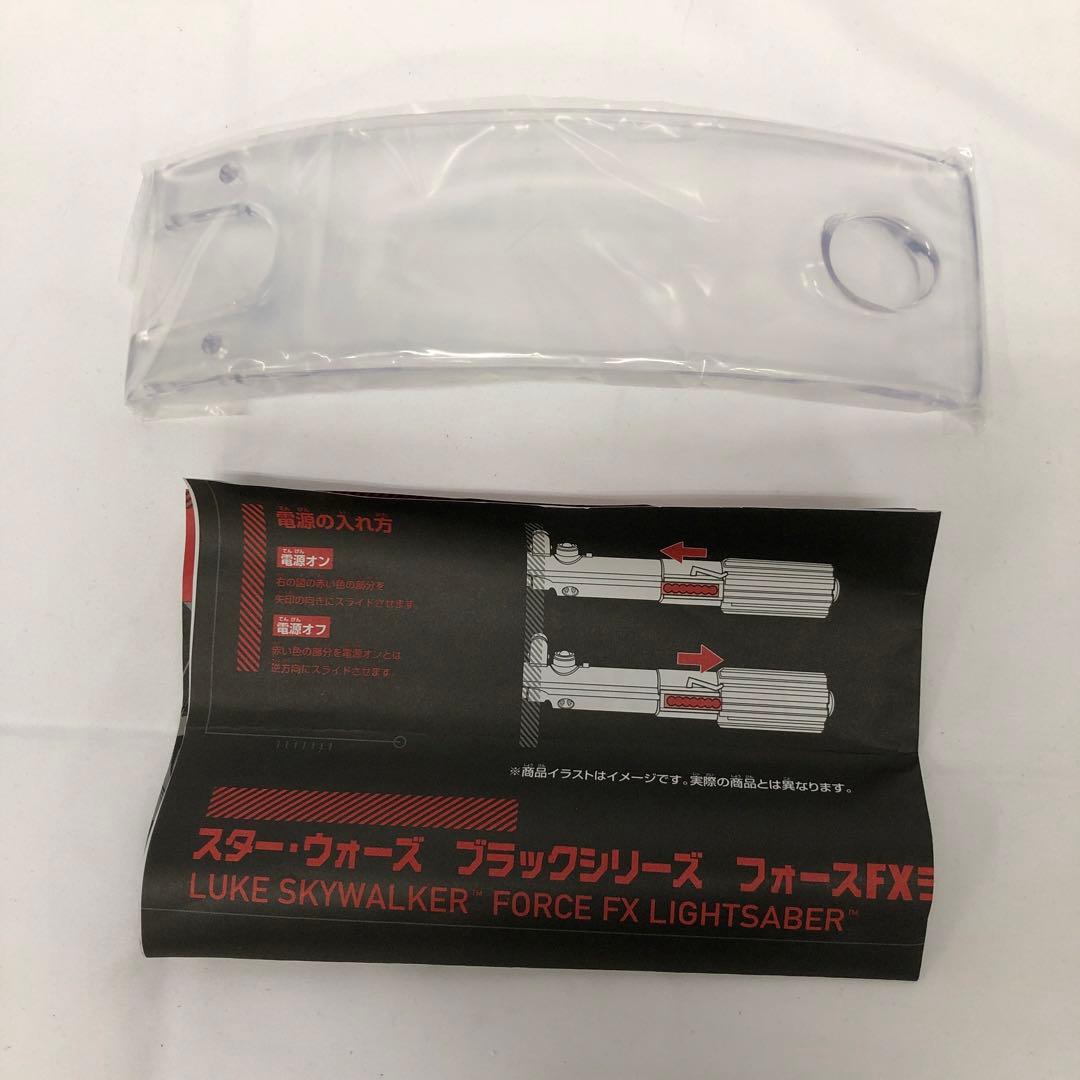 電源の入れ方
電源オン
右の図の赤い色の部分を
矢印の向きにスライドさせます。
電源オフ
赤い色の部分を電源オンとは
逆方向にスライドさせます。
※商品イラストはイメージです。実際の商品とは異なります。
スター・ウォーズ ブラックシリーズ フォースFX
LUKE SKYWALKER™ FORCE FX LIGHTSABER™